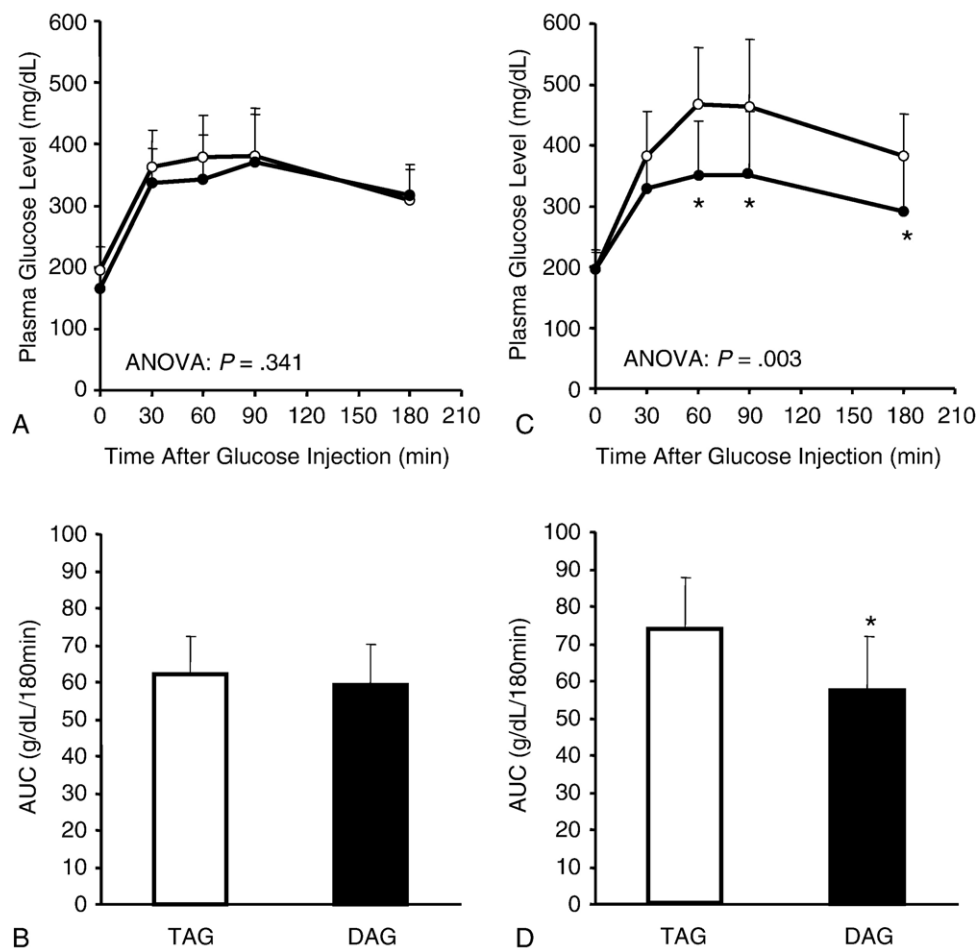 600
500
400
300
200
100
0
Plasma Glucose Level (mg/dL)
ANOVA: P = .341
0 30 60 90 120 150 180 210
A
Time After Glucose Injection (min)
600
500
400
300
200
100
0
Plasma Glucose Level (mg/dL)
* *
*
ANOVA: P = .003
0 30 60 90 120 150 180 210
C
Time After Glucose Injection (min)
100
90
80
70
60
50
40
30
20
10
0
AUC (g/dL/180min)
B
TAG DAG
100
90
80
70
60
50
40
30
20
10
0
AUC (g/dL/180min)
*
D
TAG DAG